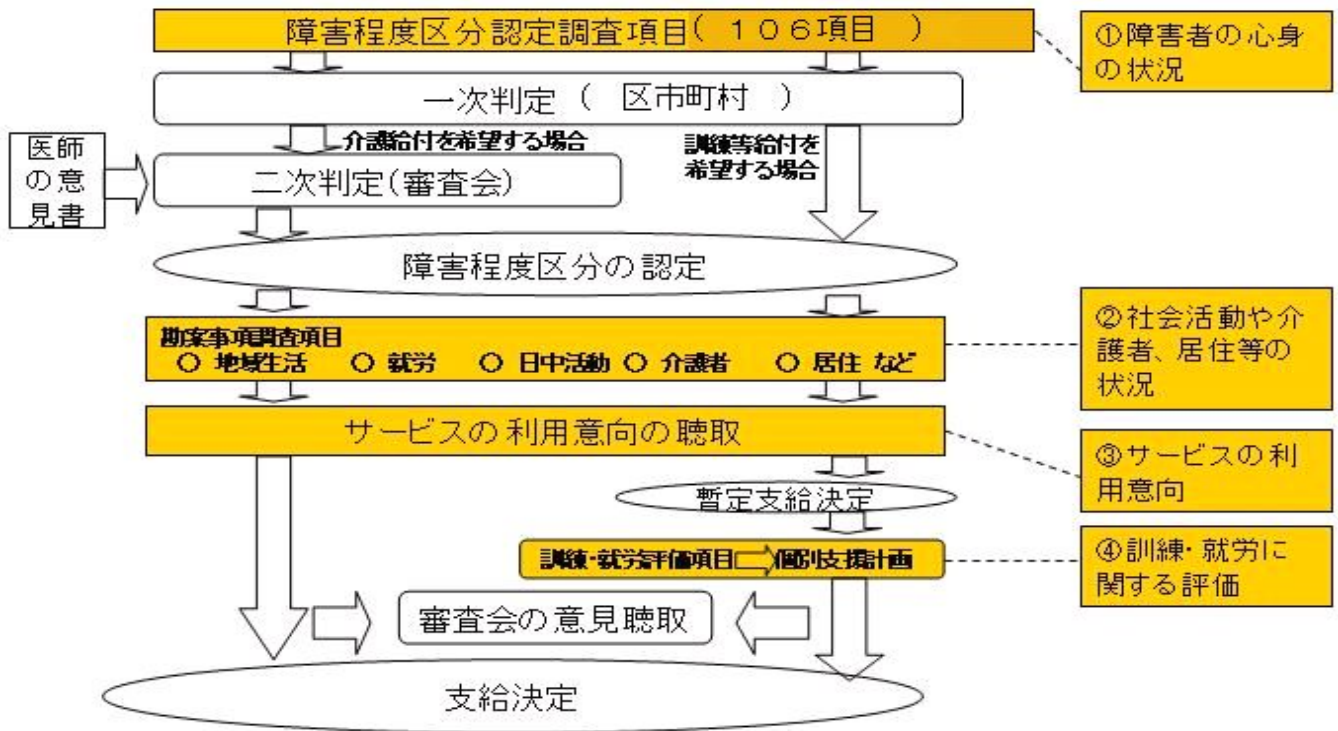 障害程度区分認定調査項目( １０６項目 )
①障害者の心身
の状況
一次判定 ( 区市町村 )
介護給付を希望する場合
訓練等給付を
希望する場合
医師
の意
見書
二次判定(審査会)
障害程度区分の認定
勘案事項調査項目
○ 地域生活 ○ 就労 ○ 日中活動 ○ 介護者 ○ 居住 など
②社会活動や介
護者、居住等の
状況
サービスの利用意向の聴取
③サービスの利
用意向
暫定支給決定
訓練・就労評価項目 個別支援計画
④訓練・就労に
関する評価
審査会の意見聴取
支給決定